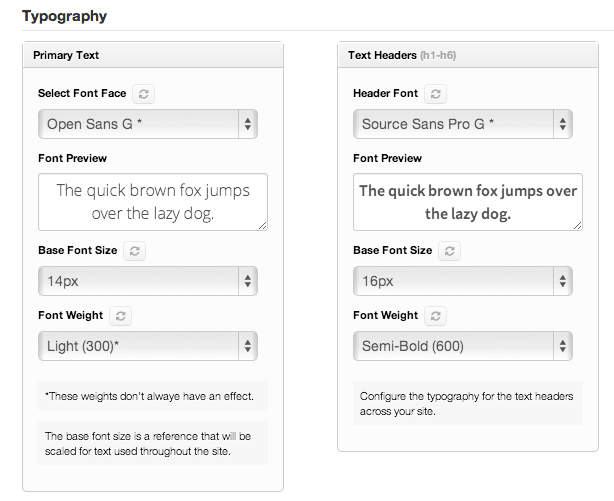 Typography
Primary Text
Select Font Face
Open Sans G *
Font Preview
The quick brown fox jumps
over the lazy dog.
Base Font Size
14px
Font Weight
Light (300)*
*These weights don't alwaye have an effect.
The base font size is a reference that will be
scaled for text used throughout the site.
Text Headers (h1-h6)
Header Font
Source Sans Pro G *
Font Preview
The quick brown fox jumps over
the lazy dog.
Base Font Size
16px
Font Weight
Semi-Bold (600)
Configure the typography for the text headers
across your site.